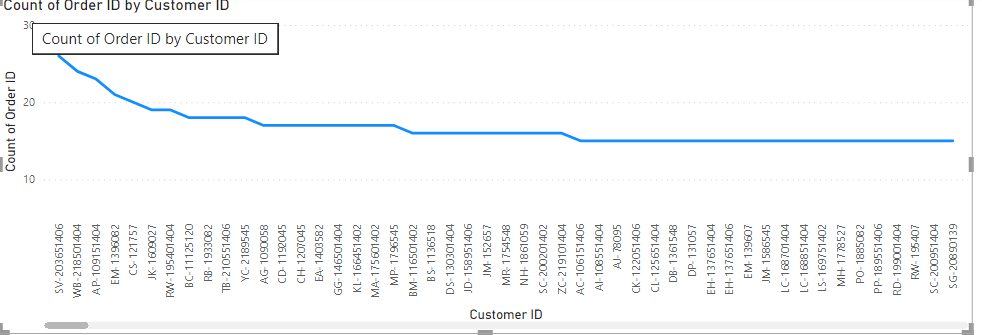 Count of Order ID by Customer ID
30
Count of Order ID by Customer ID
20
10
Count of Order ID
SV-203651406
WB-218501404
AP-109151404
EM-1396082
CS-121757
JK-1609027
RW-195401404
BC-11125120
RB-1933082
TB-210551406
YC-2189545
AG-1090058
CD-1192045
CH-1207045
EA-1403582
GG-146501404
KL-166451402
MA-175601402
MP-1796545
BM-116501402
BS-1136518
DS-130301404
JD-158951406
JM-152657
MR-1754548
NH-1861059
SC-200201402
ZC-219101404
AC-106151406
AH-108551404
AJ-78095
CK-122051406
CL-125651404
DB-1361548
DP-131057
EH-137651404
EH-137651406
EM-139607
JM-1586545
LC-168701404
LC-168851404
LS-169751402
MH-1778527
PO-1885082
PP-189551406
RD-199001404
RW-195407
SC-200951404
SG-20890139
Customer ID